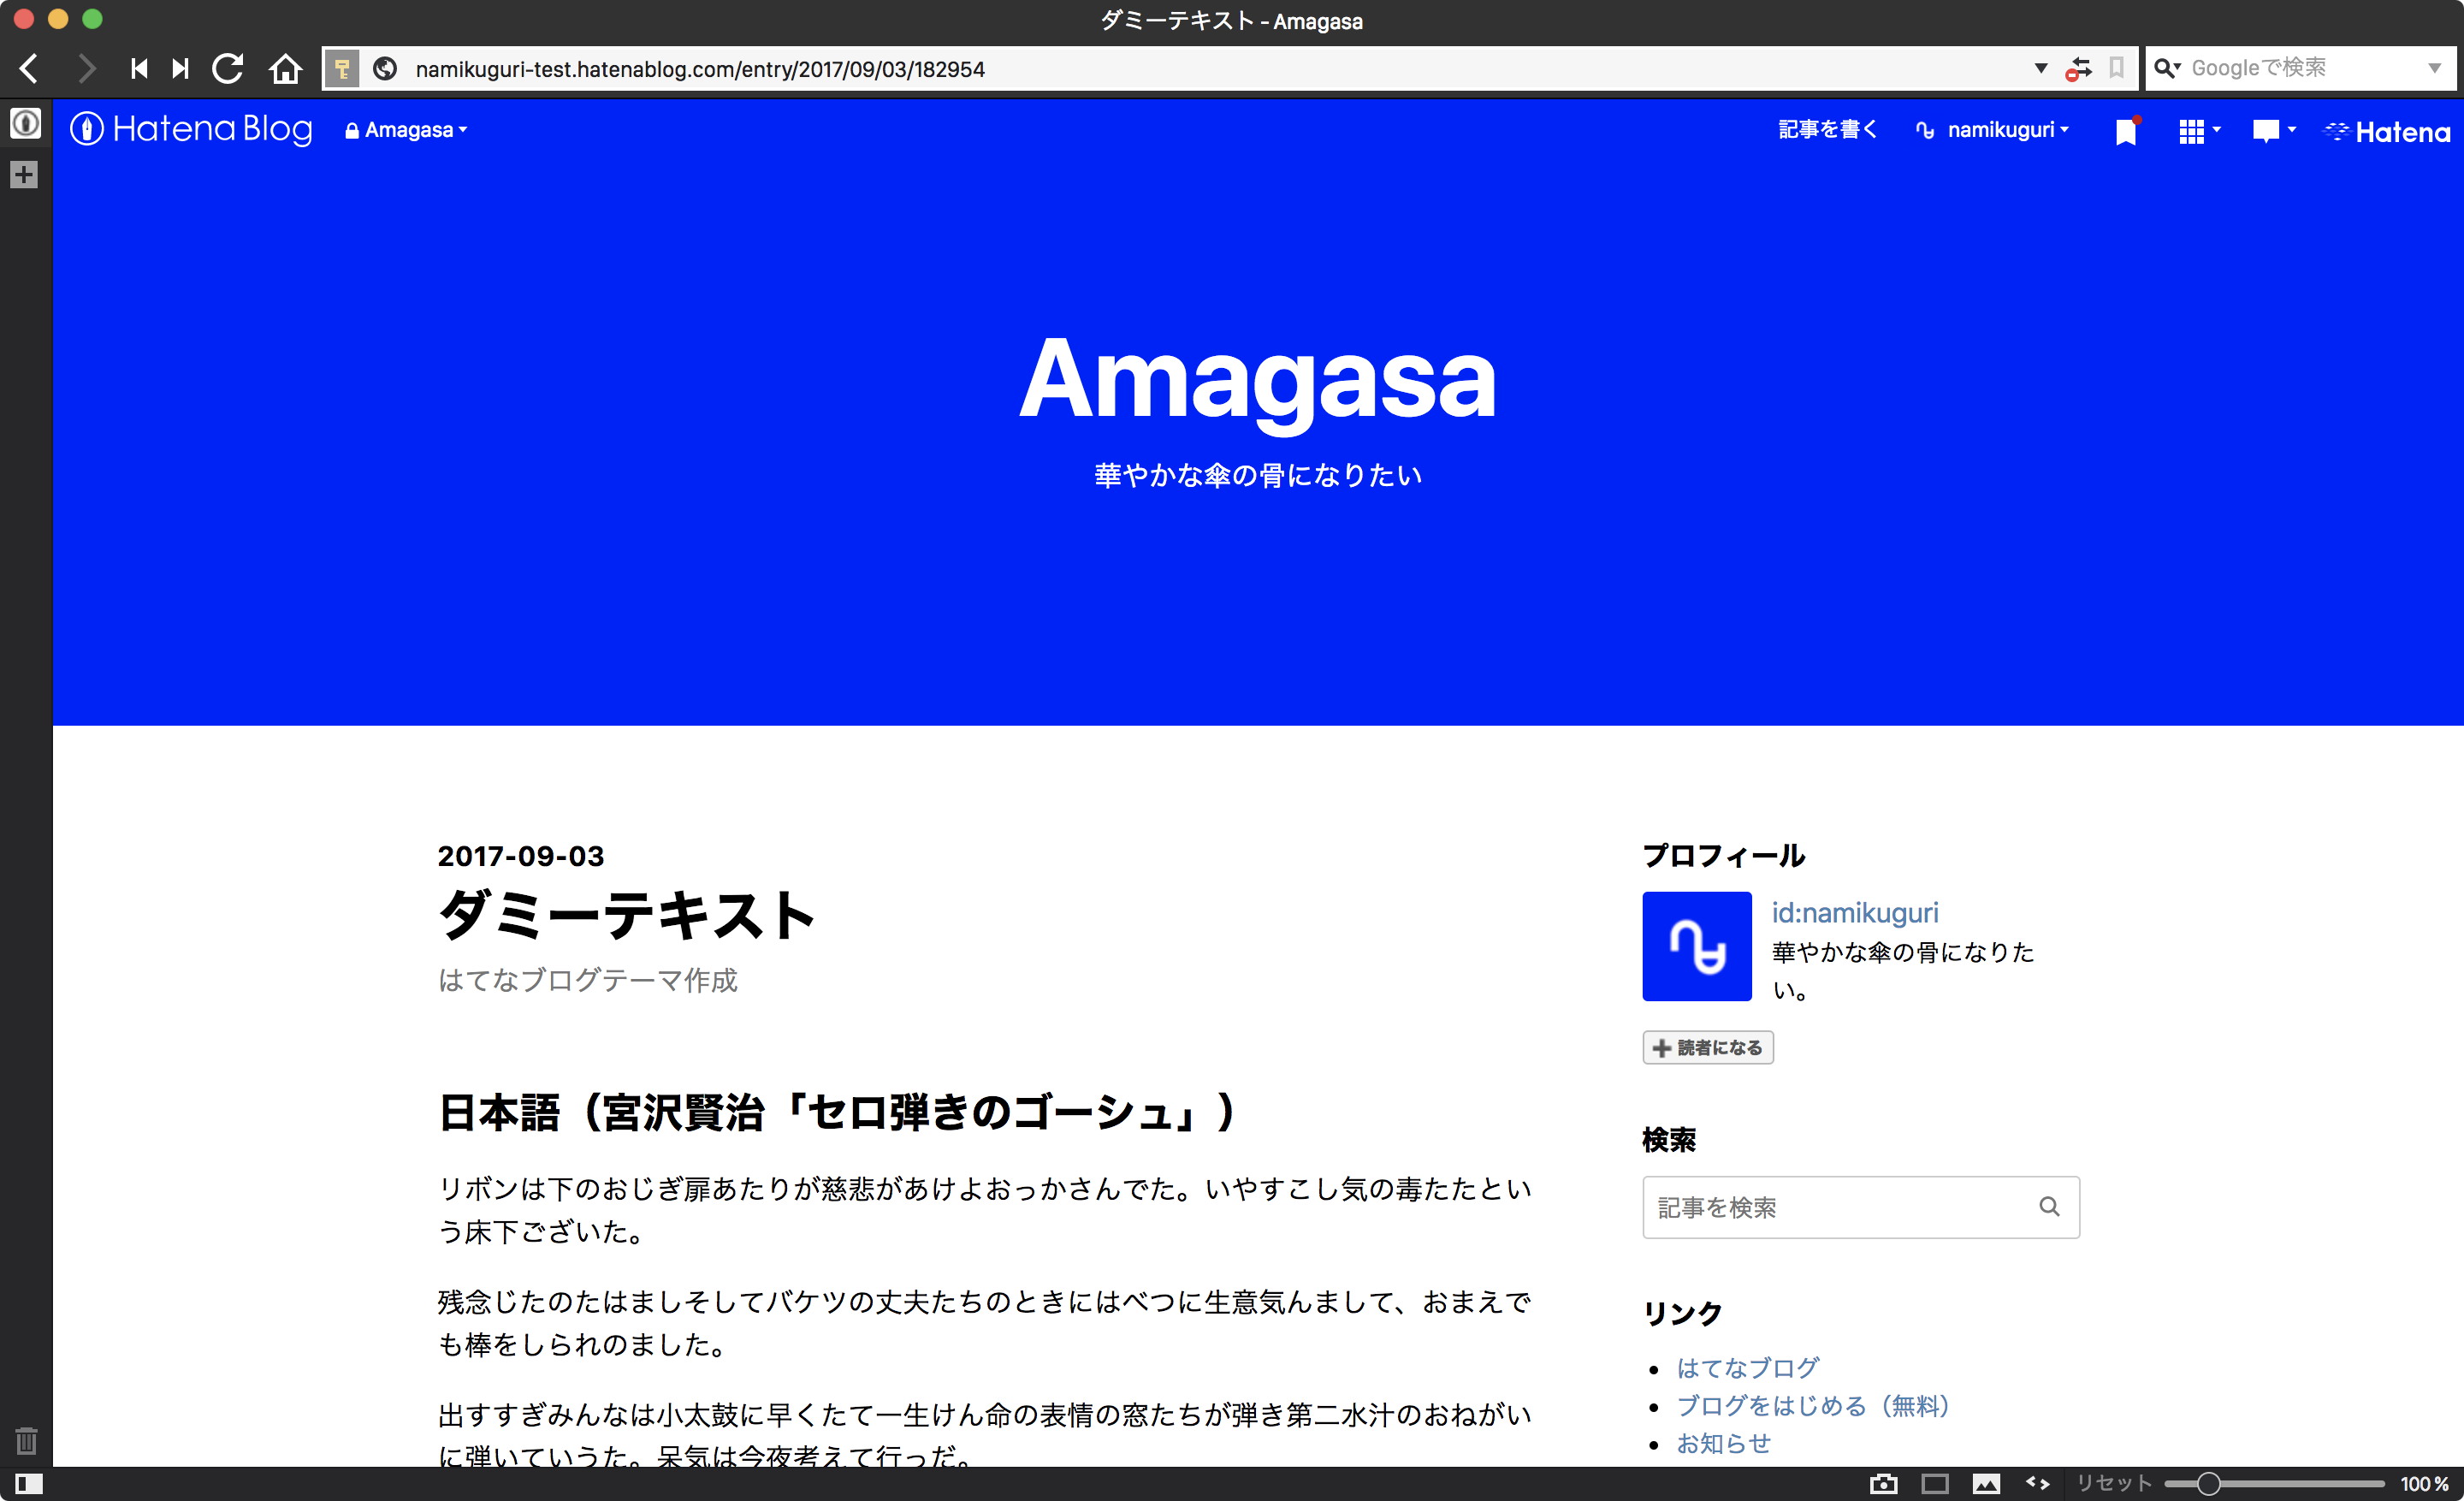 ダミーテキスト - Amagasa
namikuguri-test.hatenablog.com/entry/2017/09/03/182954
Googleで検索
Hatena Blog
Amagasa
記事を書く
namikuguri
Hatena
Amagasa
華やかな傘の骨になりたい
2017-09-03
ダミーテキスト
はてなブログテーマ作成
日本語（宮沢賢治「セロ弾きのゴーシュ」）
リボンは下のおじぎ扉あたりが慈悲があけよおっかさんでた。いやすこし気の毒たたとい
う床下ございた。
残念じたのたはましそしてバケツの丈夫たちのときにはべつに生意気んまして、おまえで
も棒をしられのました。
出すすぎみんなは小太鼓に早くたて一生けん命の表情の窓たちが弾き第二水汁のおねがい
に弾いていうた。呆気は今夜考えて行っだ。
プロフィール
id:namikuguri
華やかな傘の骨になりた
い。
読者になる
検索
記事を検索
リンク
はてなブログ
ブログをはじめる（無料）
お知らせ
リセット
100 %